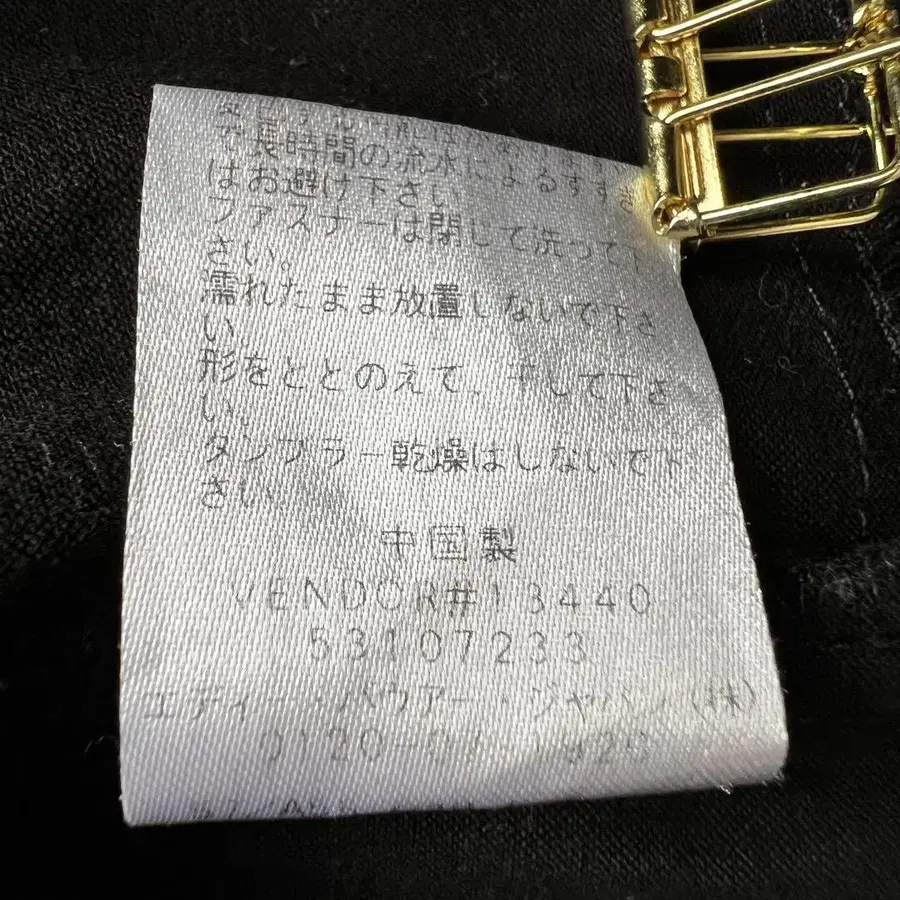 で長時間の流水によるすすぎ
はお避け下さい
ファスナーは閉じて洗って下
さい。
濡れたまま放置しないで下さ
い。
形をととのえて、干して下さ
い。
タンブラー乾燥はしないで下
さい
中国製
VENDOR#13440
53107233
エディー・バウアー・ジャパン(株)
0120-